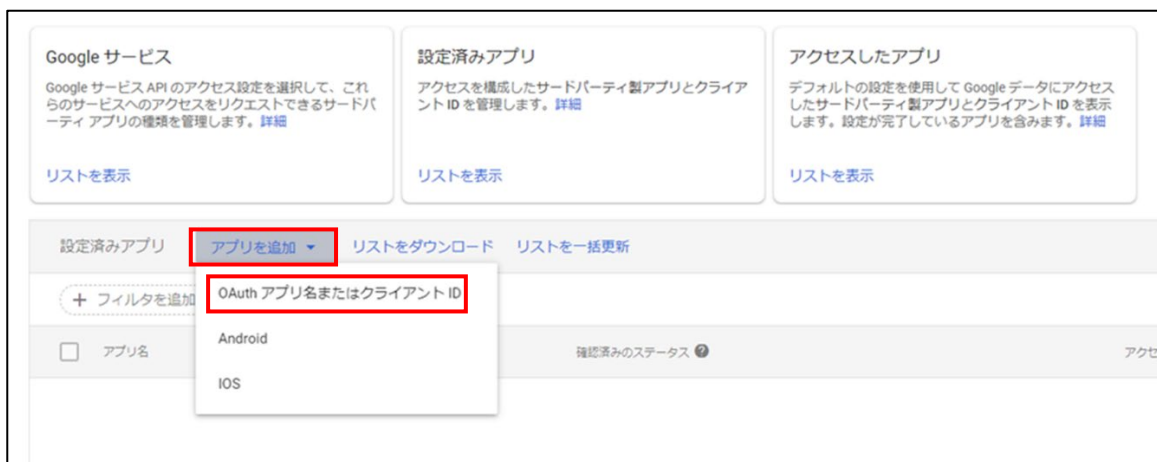 Google サービス
Google サービス API のアクセス設定を選択して、これ
らのサービスへのアクセスをリクエストできるサードパ
ーティ アプリの種類を管理します。詳細
リストを表示
設定済みアプリ
アクセスを構成したサードパーティ製アプリとクライア
ント ID を管理します。詳細
リストを表示
アクセスしたアプリ
デフォルトの設定を使用して Google データにアクセス
したサードパーティ製アプリとクライアント ID を表示
します。設定が完了しているアプリを含みます。詳細
リストを表示
設定済みアプリ アプリを追加 リストをダウンロード リストを一括更新
+ フィルタを追加
OAuth アプリ名またはクライアント ID
Android
IOS
アプリ名 確認済みのステータス アクセ